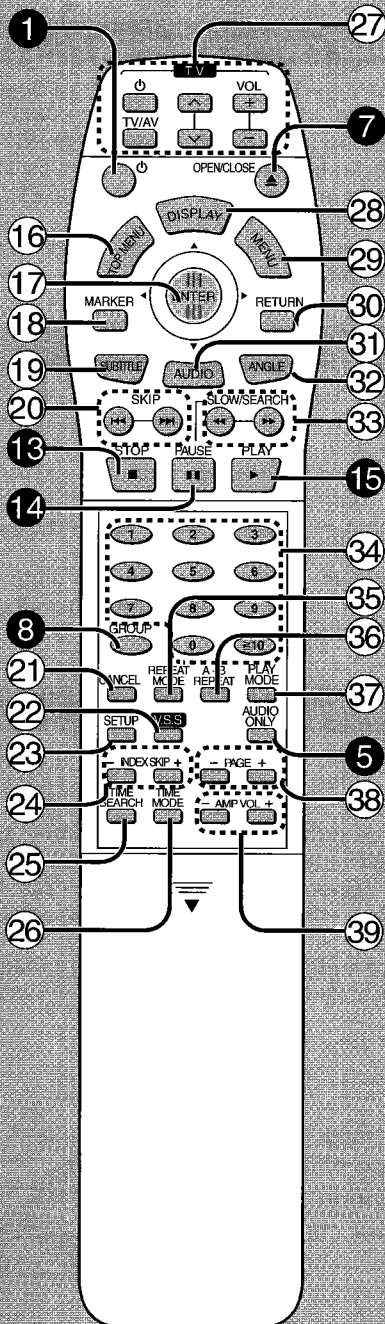 1
27
TV
VOL
+
TV/AV
−
OPEN/CLOSE
7
DISPLAY
28
16
TOP MENU
MENU
29
17
ENTER
MARKER
RETURN
30
18
31
SUBTITLE
AUDIO
ANGLE
32
19
20
SKIP
SLOW/SEARCH
33
STOP
PAUSE
PLAY
13
14
15
1 2 3
34
4 5 6
7 8 9
35
8
GROUP
0
≥10
36
21
CANCEL
REPEAT MODE
A-B REPEAT
PLAY MODE
37
22
SETUP
V.S.S
AUDIO ONLY
5
23
− INDEX SKIP +
− PAGE +
38
24
TIME SEARCH
TIME MODE
− AMP VOL +
25
26
39